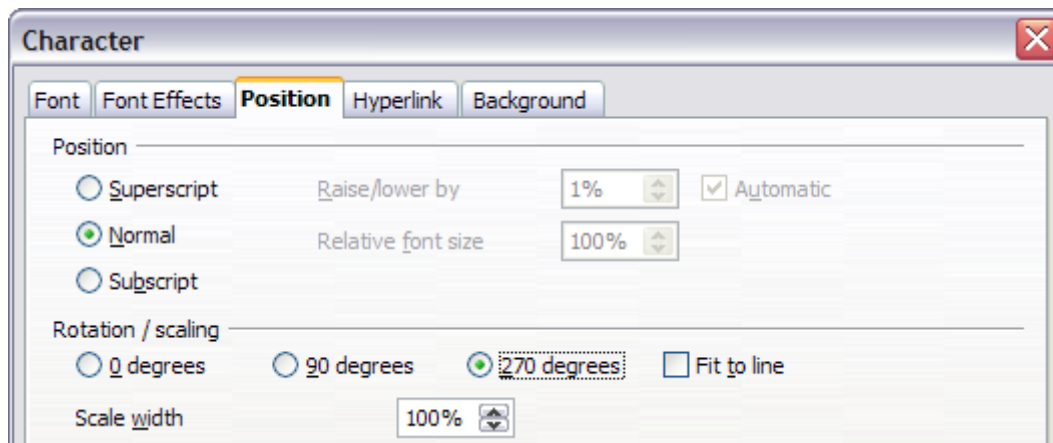 Character
Font Font Effects Position Hyperlink Background
Position
Superscript Raise/lower by 1% Automatic
Normal Relative font size 100%
Subscript
Rotation / scaling
0 degrees 90 degrees 270 degrees Fit to line
Scale width 100%